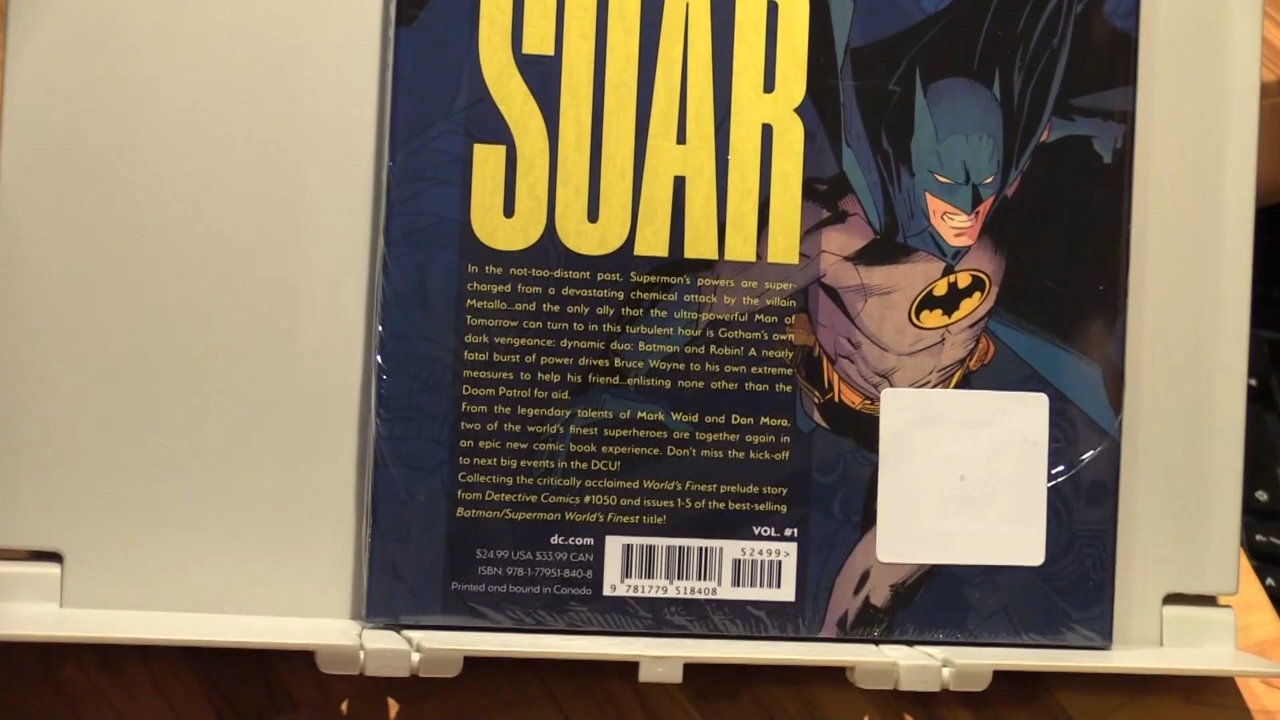 SOAR
In the not-too-distant past, Superman's powers are super-
charged from a devastating chemical attack by the villain
Metallo...and the only ally that the ultra-powerful Man of
Tomorrow can turn to in this turbulent hour is Gotham's own
dark vengeance: dynamic duo: Batman and Robin! A nearly
fatal burst of power drives Bruce Wayne to his own extreme
measures to help his friend...enlisting none other than the
Doom Patrol for aid.
From the legendary talents of Mark Waid and Dan Mora,
two of the world's finest superheroes are together again in
an epic new comic book experience. Don't miss the kick-off
to next big events in the DCU!
Collecting the critically acclaimed World's Finest prelude story
from Detective Comics #1050 and issues 1-5 of the best-selling
Batman/Superman World's Finest title!
VOL. #1
dc.com
$24.99 USA $33.99 CAN
ISBN: 978-1-77951-840-8
Printed and bound in Canada
52499>
9 781779 518408